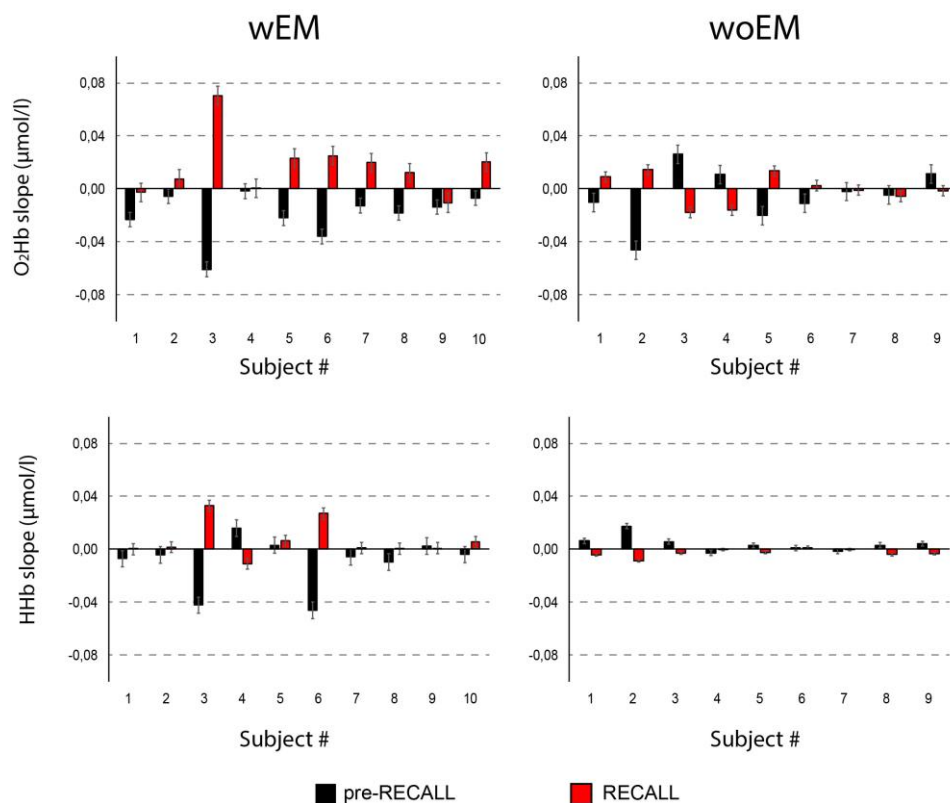 wEM
woEM
O₂Hb slope (µmol/l)
0,08
0,04
0,00
-0,04
-0,08
1 2 3 4 5 6 7 8 9 10
Subject #
0,08
0,04
0,00
-0,04
-0,08
1 2 3 4 5 6 7 8 9
Subject #
HHb slope (µmol/l)
0,08
0,04
0,00
-0,04
-0,08
1 2 3 4 5 6 7 8 9 10
Subject #
0,08
0,04
0,00
-0,04
-0,08
1 2 3 4 5 6 7 8 9
Subject #
pre-RECALL
RECALL